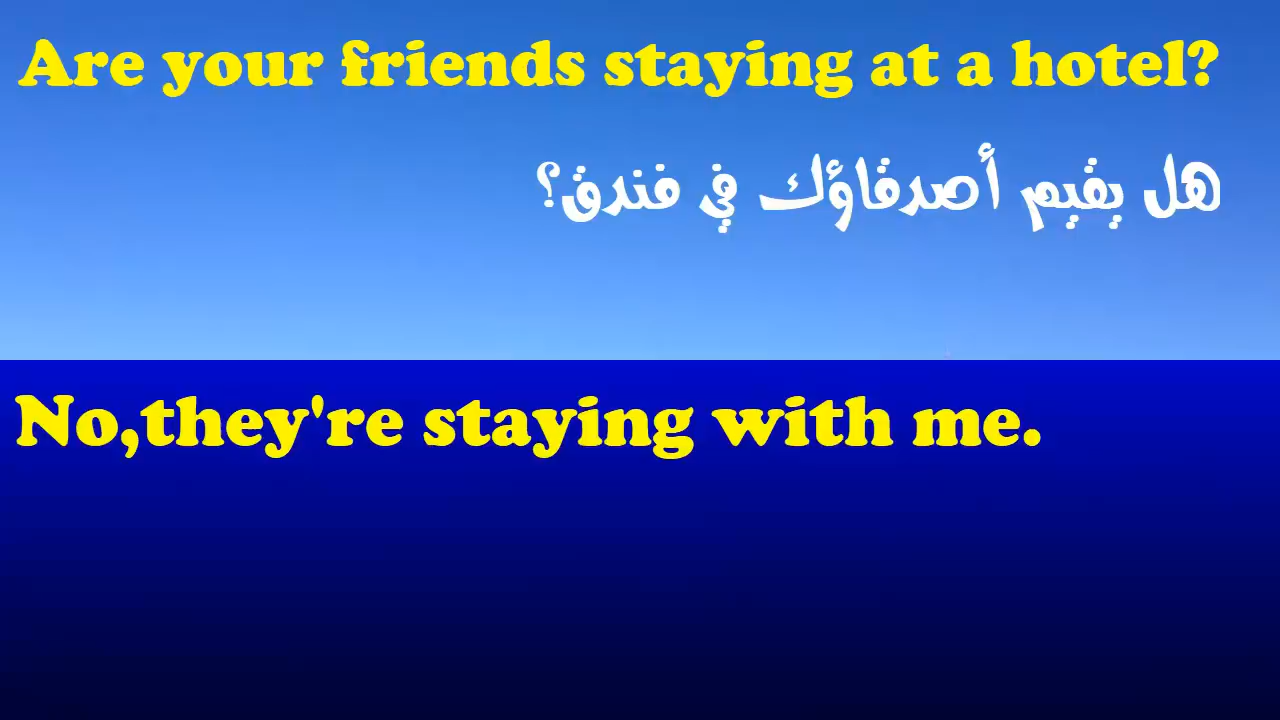 Are your friends staying at a hotel?
هل يقيم أصدقاؤك في فندق؟
No,they're staying with me.